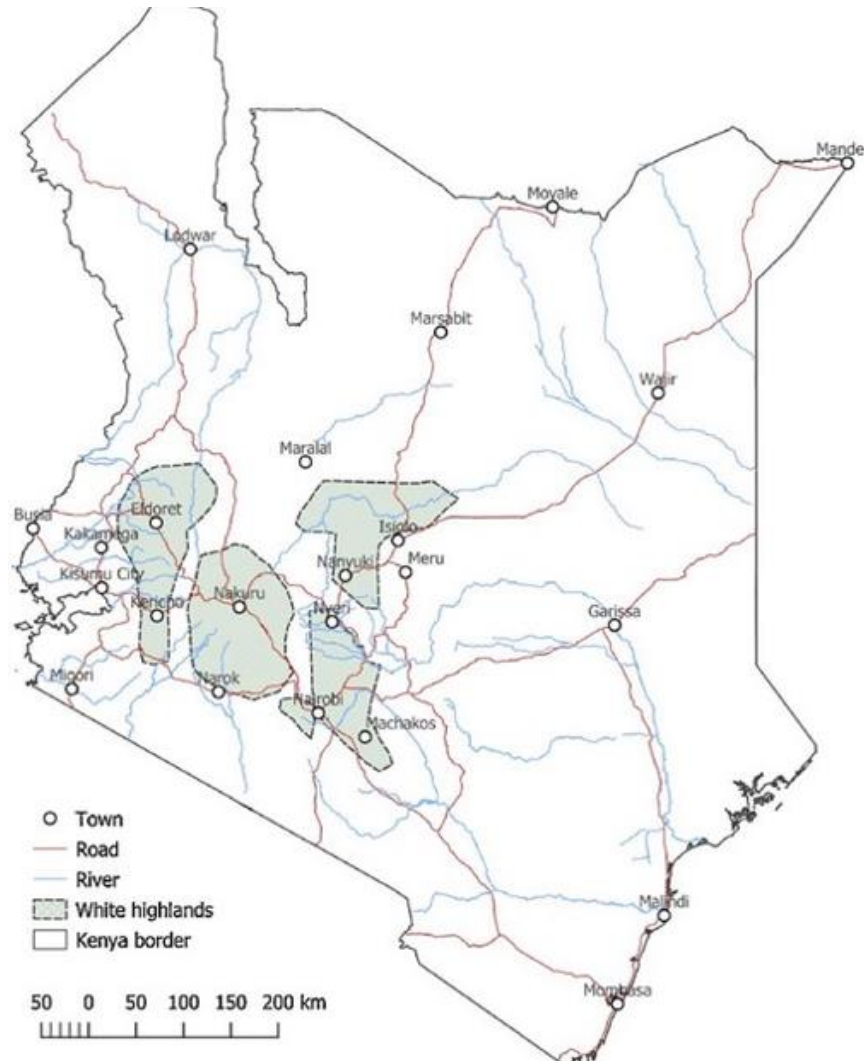 Mande
Moyale
Lodwar
Marsabit
Wajir
Maralal
Eldoret
Busia
Isiolo
Kakamega
Nanyuki
Meru
Kisumu City
Kericho
Nakuru
Nyeri
Garissa
Migori
Narok
Nairobi
Machakos
Town
Road
River
White highlands
Malindi
Kenya border
50 0 50 100 150 200 km
Mombasa